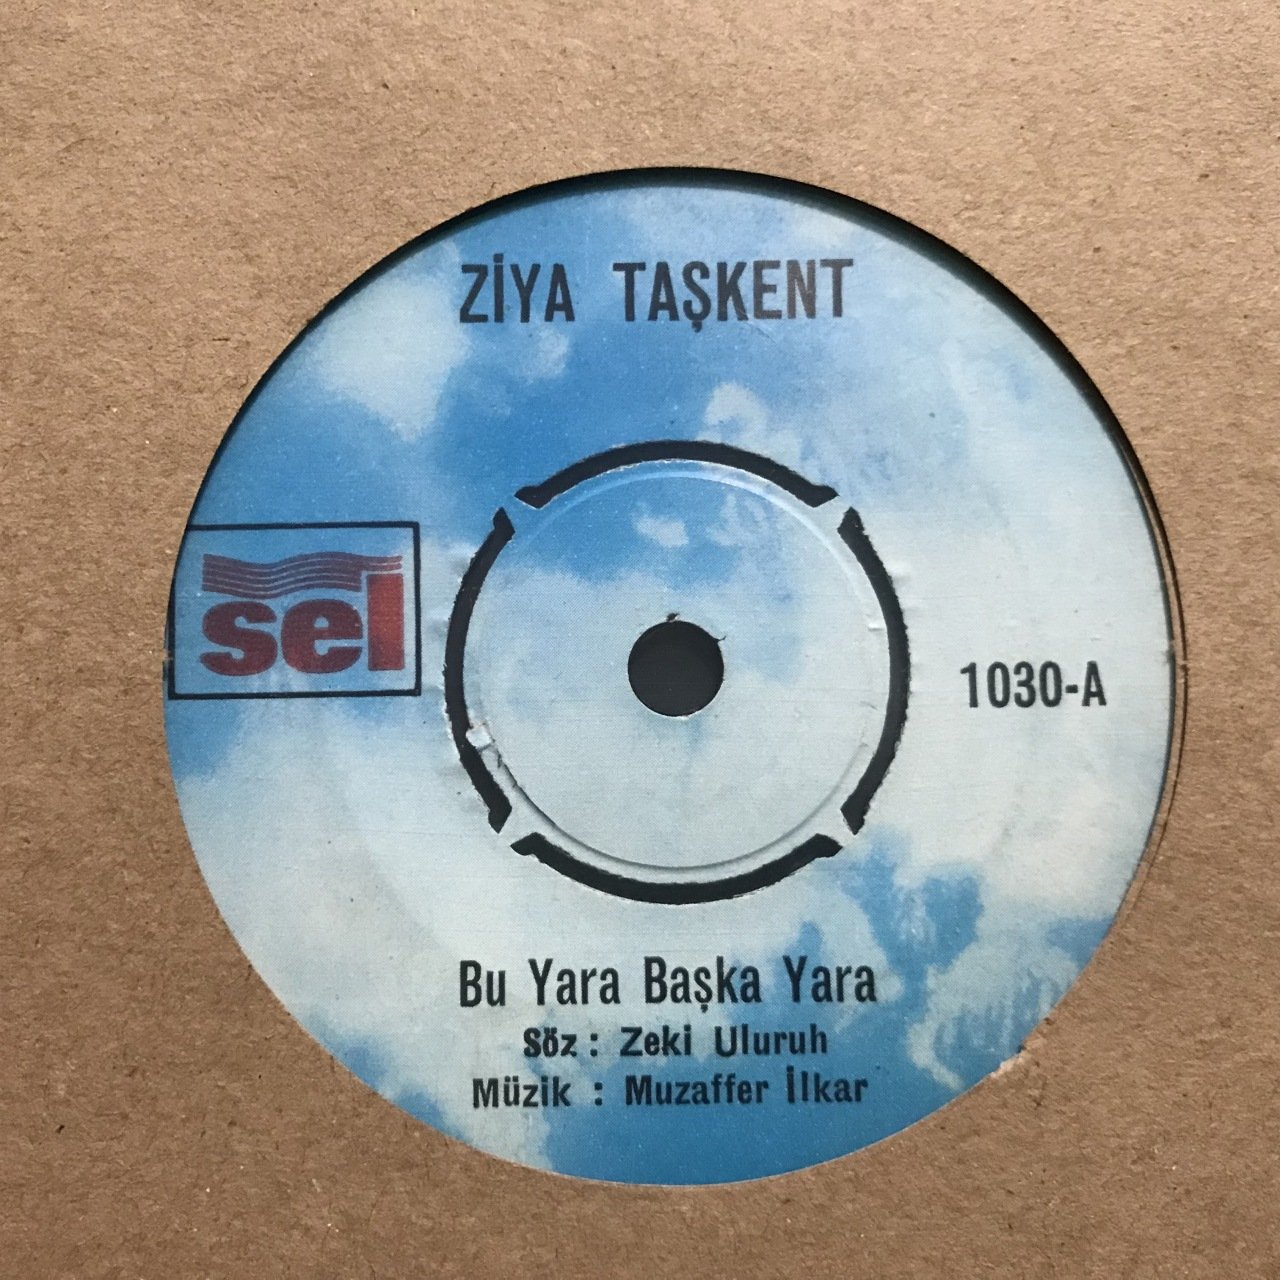 ZİYA TAŞKENT
sel
1030-A
Bu Yara Başka Yara
Söz : Zeki Uluruh
Müzik : Muzaffer İlkar